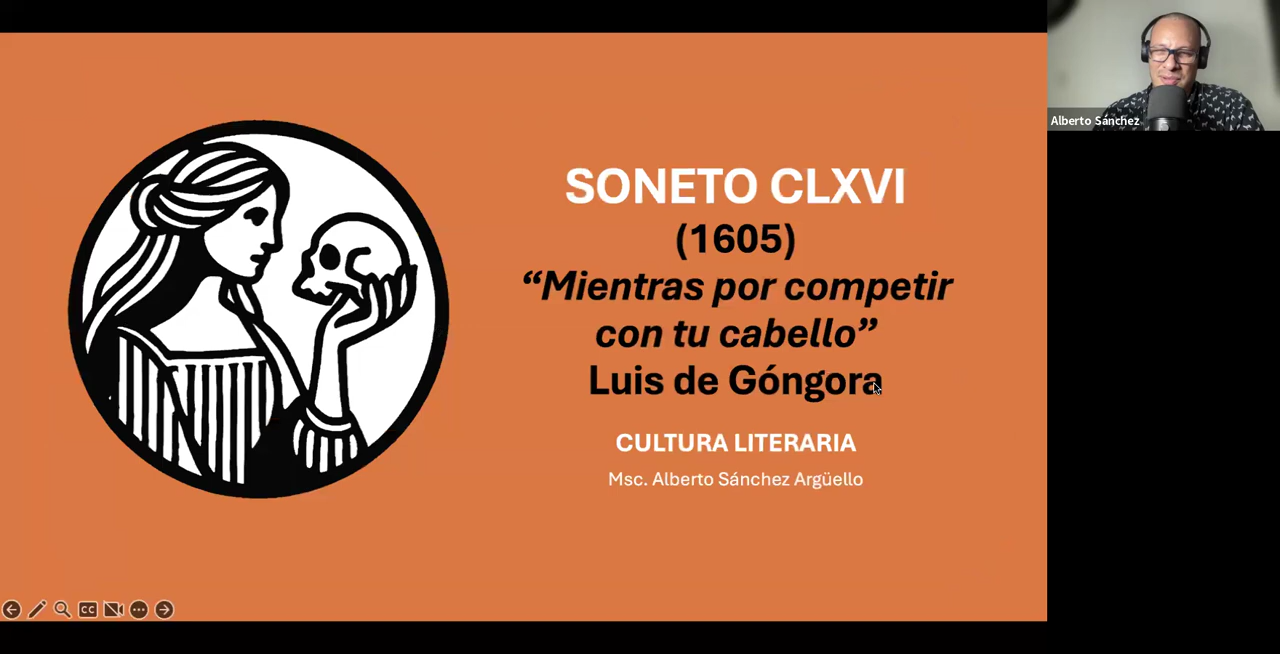 SONETO CLXVI
(1605)
“Mientras por competir
con tu cabello”
Luis de Góngora
CULTURA LITERARIA
Msc. Alberto Sánchez Argüello
Alberto Sánchez
CC